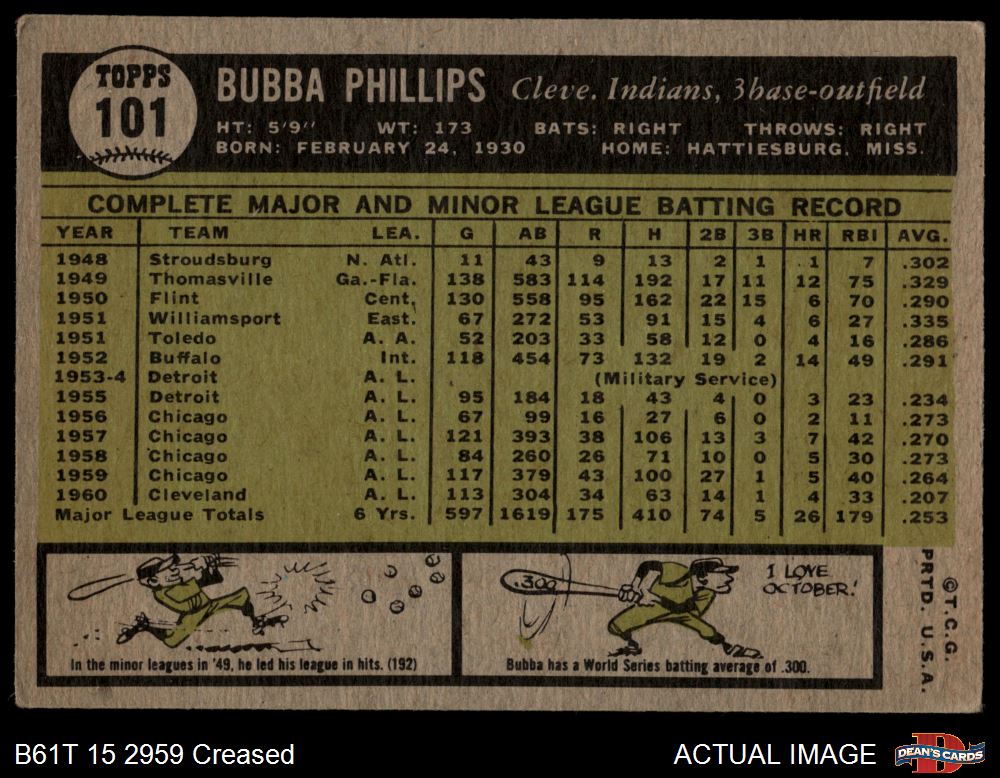 TOPPS
101
BUBBA PHILLIPS Cleve. Indians, 3base-outfield
HT: 5'9" WT: 173 BATS: RIGHT THROWS: RIGHT
BORN: FEBRUARY 24, 1930 HOME: HATTIESBURG, MISS.
COMPLETE MAJOR AND MINOR LEAGUE BATTING RECORD
YEAR TEAM LEA. G AB R H 2B 3B HR RBI AVG.
1948 Stroudsburg N. Atl. 11 43 9 13 2 1 1 7 .302
1949 Thomasville Ga.-Fla. 138 583 114 192 17 11 12 75 .329
1950 Flint Cent. 130 558 95 162 22 15 6 70 .290
1951 Williamsport East. 67 272 53 91 15 4 6 27 .335
1951 Toledo A. A. 52 203 33 58 12 0 4 16 .286
1952 Buffalo Int. 118 454 73 132 19 2 14 49 .291
1953-4 Detroit A. L. (Military Service)
1955 Detroit A. L. 95 184 18 43 4 0 3 23 .234
1956 Chicago A. L. 67 99 16 27 6 0 2 11 .273
1957 Chicago A. L. 121 393 38 106 13 3 7 42 .270
1958 Chicago A. L. 84 260 26 71 10 0 5 30 .273
1959 Chicago A. L. 117 379 43 100 27 1 5 40 .264
1960 Cleveland A. L. 113 304 34 63 14 1 4 33 .207
Major League Totals 6 Yrs. 597 1619 175 410 74 5 26 179 .253
In the minor leagues in '49, he led his league in hits. (192)
.300
I LOVE
OCTOBER!
Bubba has a World Series batting average of .300.
©T.C.G.
PRTD. U.S.A.
B61T 15 2959 Creased
ACTUAL IMAGE
DEAN'S CARDS